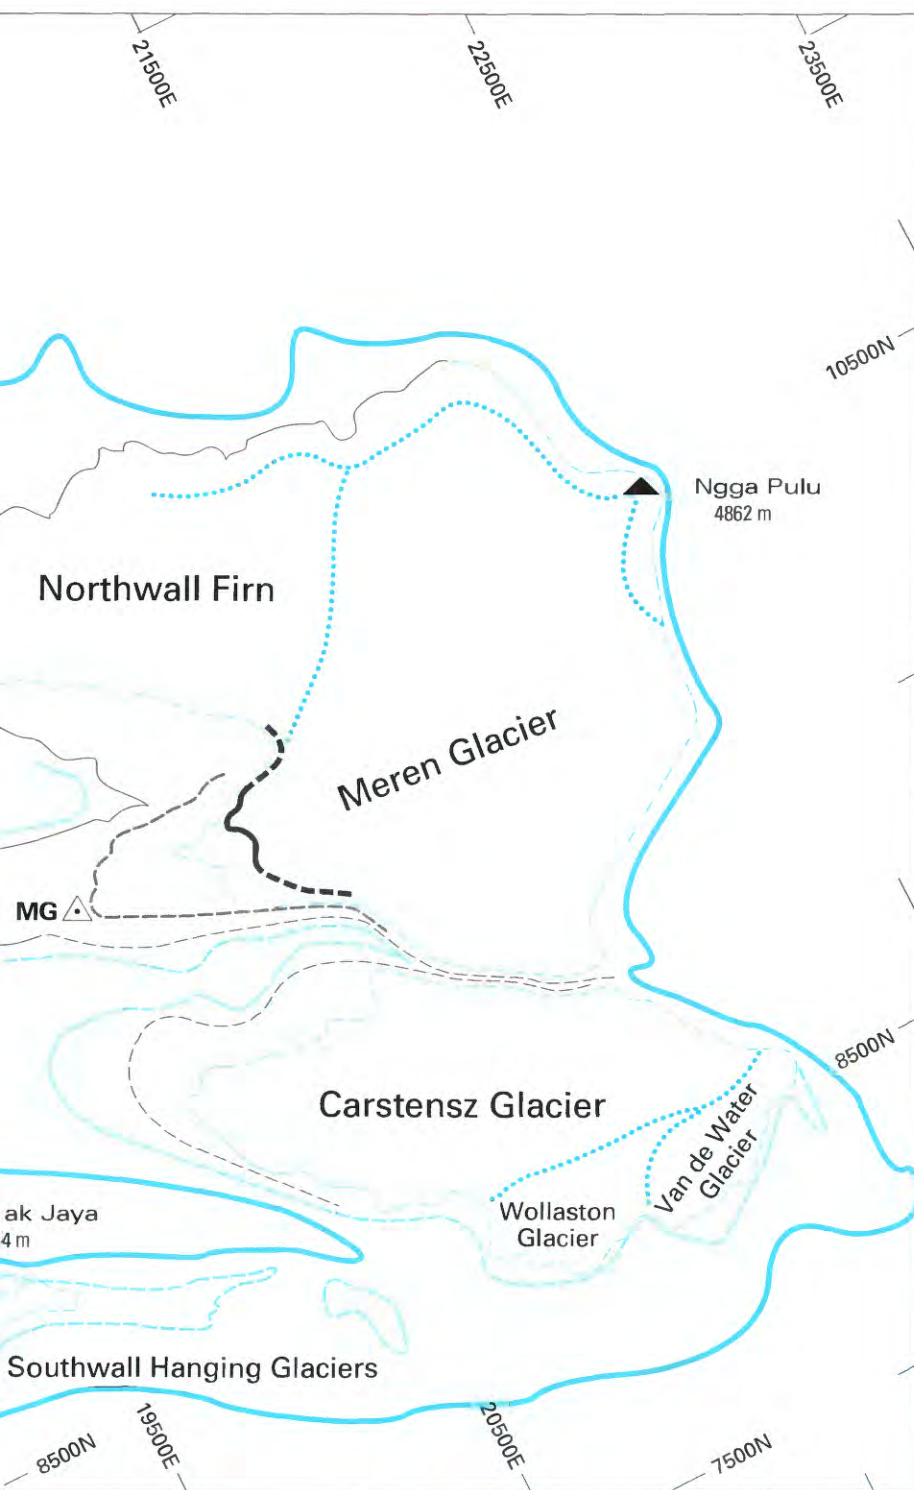 21500E
22500E
23500E
10500N
Ngga Pulu
4862 m
Northwall Firn
Meren Glacier
MG
8500N
Carstensz Glacier
Van de Water
Glacier
Wollaston
Glacier
ak Jaya
4 m
Southwall Hanging Glaciers
19500E
20500E
8500N
7500N